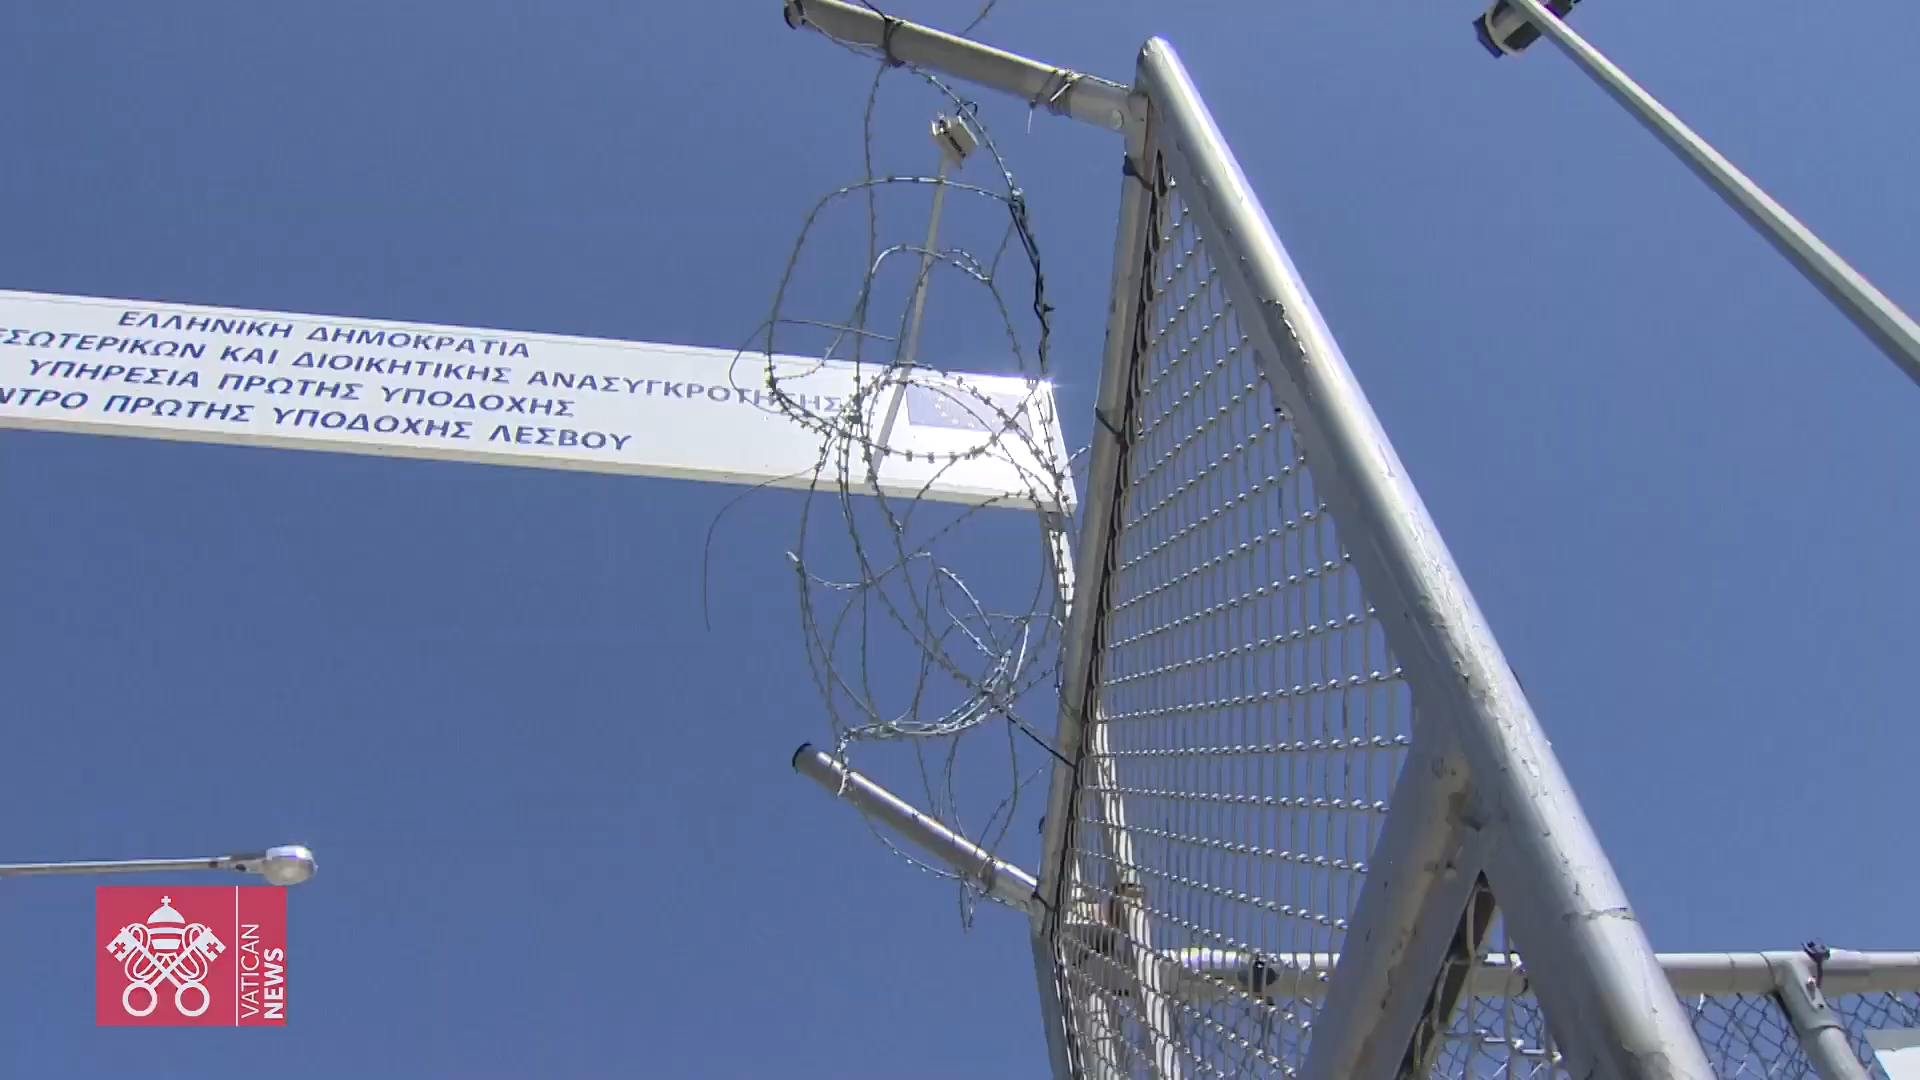 ΕΛΛΗΝΙΚΗ ΔΗΜΟΚΡΑΤΙΑ
ΕΣΩΤΕΡΙΚΩΝ ΚΑΙ ΔΙΟΙΚΗΤΙΚΗΣ ΑΝΑΣΥΓΚΡΟΤΗΣΗΣ
ΥΠΗΡΕΣΙΑ ΠΡΩΤΗΣ ΥΠΟΔΟΧΗΣ
ΝΤΡΟ ΠΡΩΤΗΣ ΥΠΟΔΟΧΗΣ ΛΕΣΒΟΥ
VATICAN
NEWS